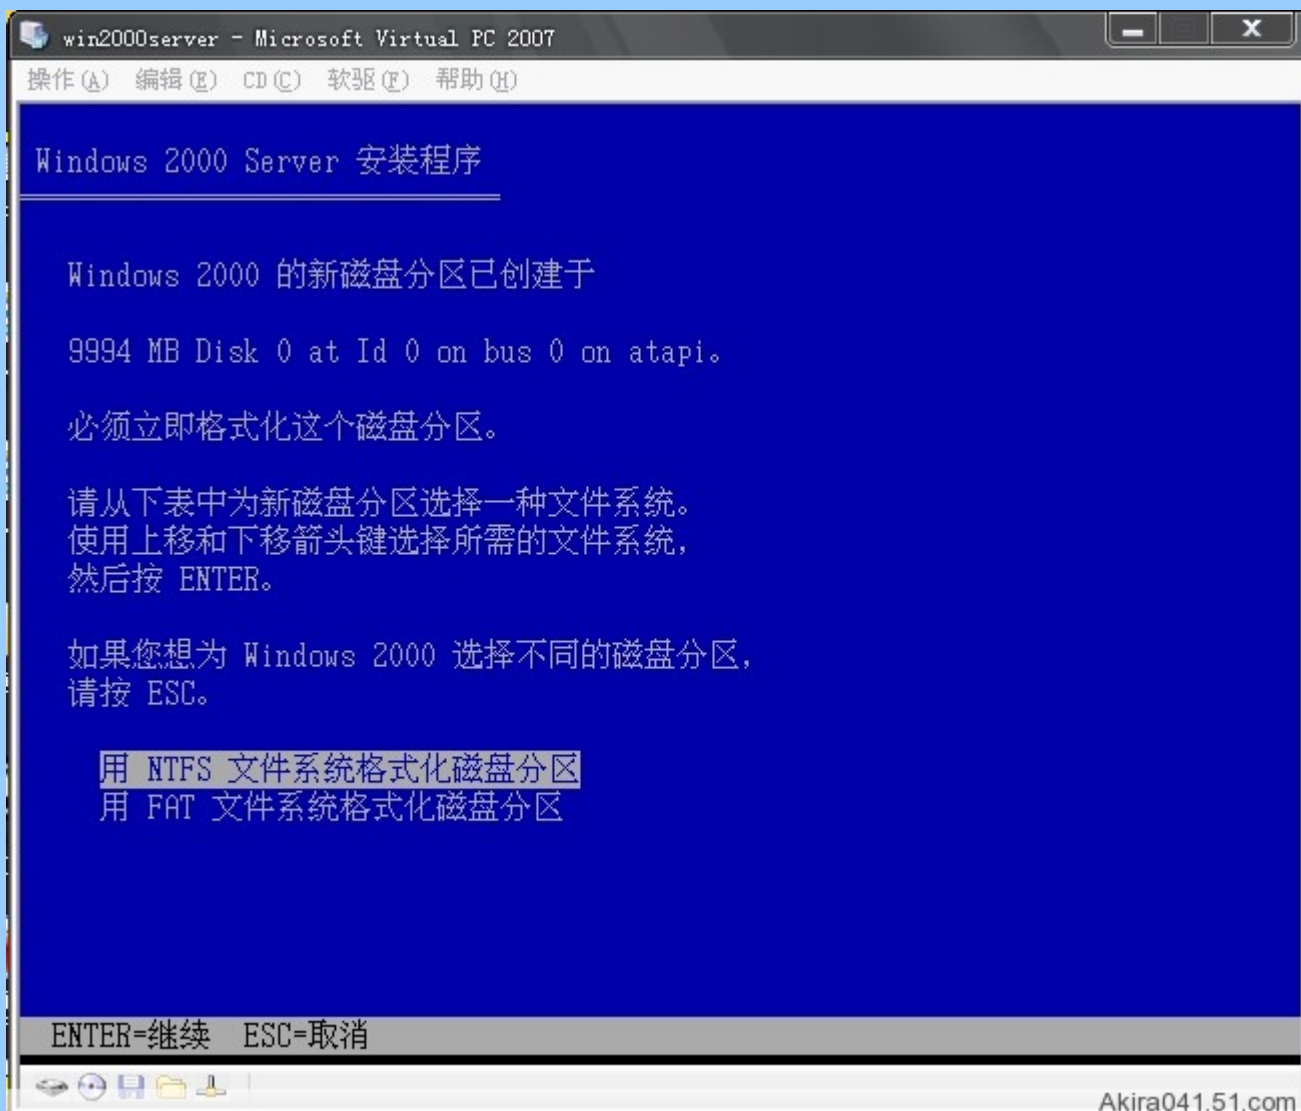 win2000server - Microsoft Virtual PC 2007
操作(A) 编辑(E) CD(C) 软驱(F) 帮助(H)
Windows 2000 Server 安装程序
Windows 2000 的新磁盘分区已创建于
9994 MB Disk 0 at Id 0 on bus 0 on atapi。
必须立即格式化这个磁盘分区。
请从下表中为新磁盘分区选择一种文件系统。
使用上移和下移箭头键选择所需的文件系统，
然后按 ENTER。
如果您想为 Windows 2000 选择不同的磁盘分区，
请按 ESC。
用 NTFS 文件系统格式化磁盘分区
用 FAT 文件系统格式化磁盘分区
ENTER=继续 ESC=取消
Akira041.51.com